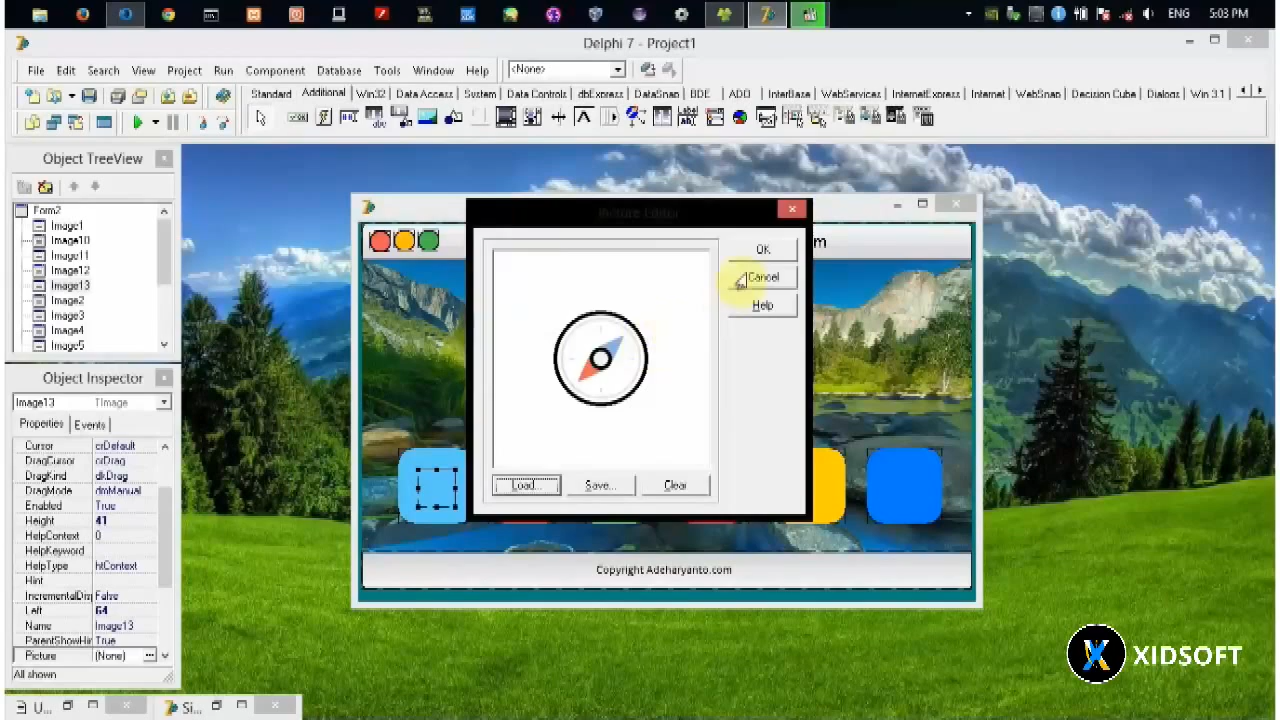 ENG 5:03 PM
Delphi 7 - Project1
File Edit Search View Project Run Component Database Tools Window Help <None>
Standard Additional Win32 Data Access System Data Controls dbExpress DataSnap BDE ADO InterBase WebServices InternetExpress Internet WebSnap Decision Cube Dialogs Win 3.1
Object TreeView
Form2
Image1
Image10
Image11
Image12
Image13
Image2
Image3
Image4
Image5
Picture Editor
OK
Cancel
Help
Load...
Save...
Clear
Object Inspector
Image13 TImage
Properties Events
Cursor crDefault
DragCursor crDrag
DragKind dkDrag
DragMode dmManual
Enabled True
Height 41
HelpContext 0
HelpKeyword
HelpType htContext
Hint
IncrementalDis False
Left 64
Name Image13
ParentShowHin True
Picture (None) ...
All shown
Copyright Adeharyanto.com
XIDSOFT
U...
Si...